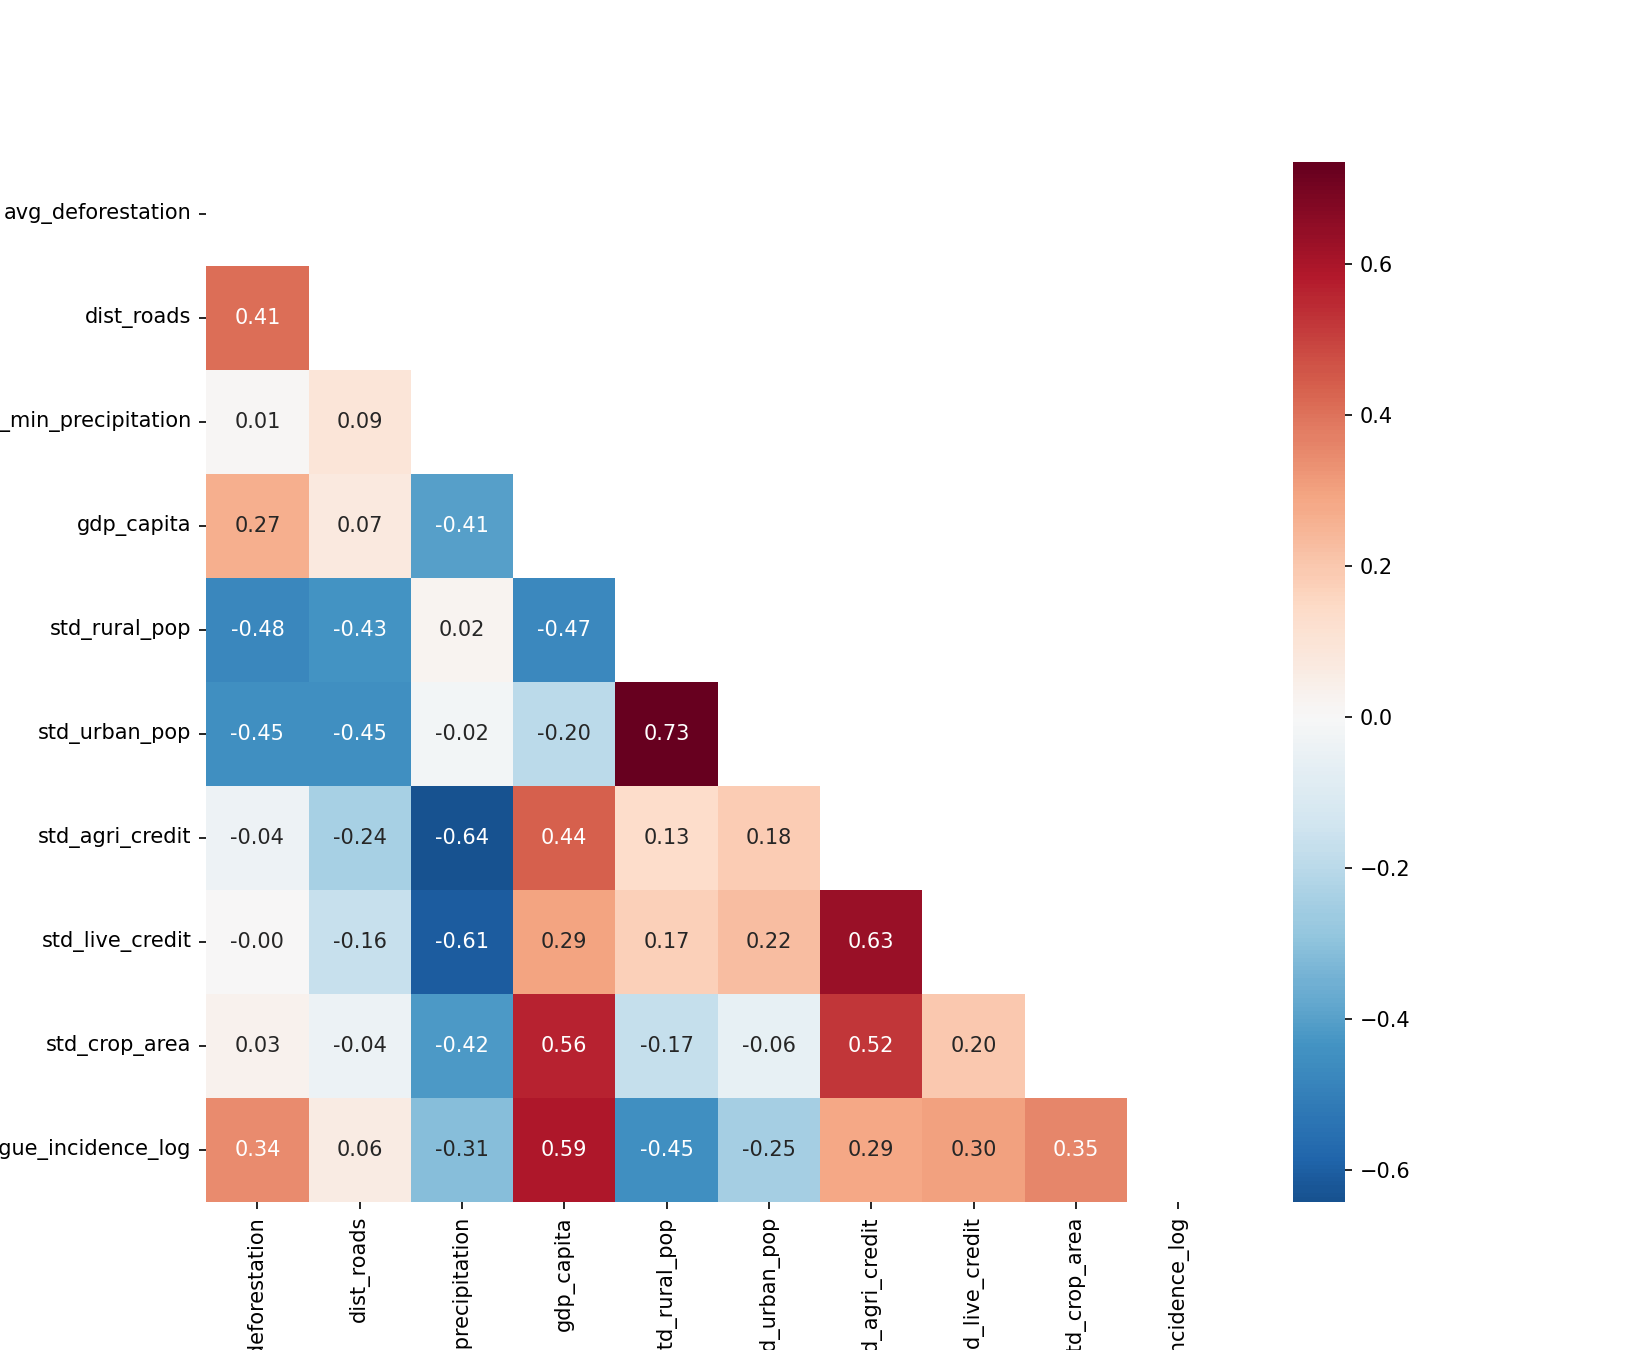 avg_deforestation
dist_roads 0.41
_min_precipitation 0.01 0.09
gdp_capita 0.27 0.07 -0.41
std_rural_pop -0.48 -0.43 0.02 -0.47
std_urban_pop -0.45 -0.45 -0.02 -0.20 0.73
std_agri_credit -0.04 -0.24 -0.64 0.44 0.13 0.18
std_live_credit -0.00 -0.16 -0.61 0.29 0.17 0.22 0.63
std_crop_area 0.03 -0.04 -0.42 0.56 -0.17 -0.06 0.52 0.20
gue_incidence_log 0.34 0.06 -0.31 0.59 -0.45 -0.25 0.29 0.30 0.35
deforestation
dist_roads
precipitation
gdp_capita
td_rural_pop
d_urban_pop
d_agri_credit
d_live_credit
td_crop_area
ncidence_log
0.6
0.4
0.2
0.0
−0.2
−0.4
−0.6